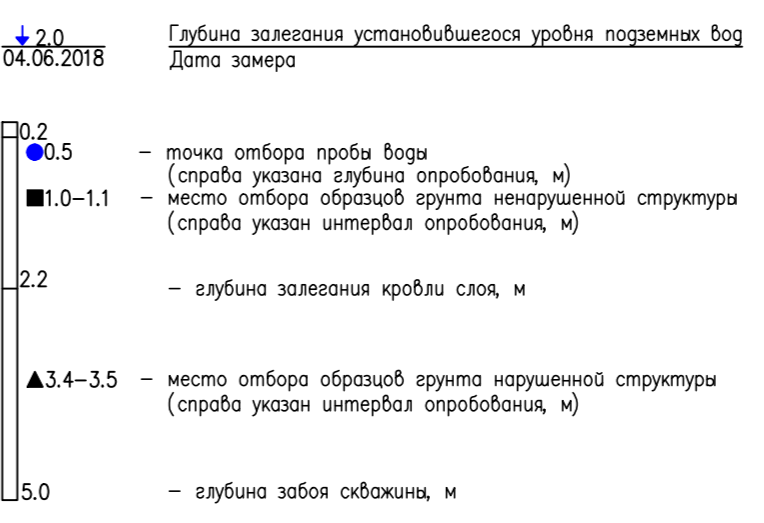 2.0 Глубина залегания установившегося уровня подземных вод
04.06.2018 Дата замера
0.2
0.5 – точка отбора пробы воды
(справа указана глубина опробования, м)
1.0–1.1 – место отбора образцов грунта ненарушенной структуры
(справа указан интервал опробования, м)
2.2 – глубина залегания кровли слоя, м
3.4–3.5 – место отбора образцов грунта нарушенной структуры
(справа указан интервал опробования, м)
5.0 – глубина забоя скважины, м